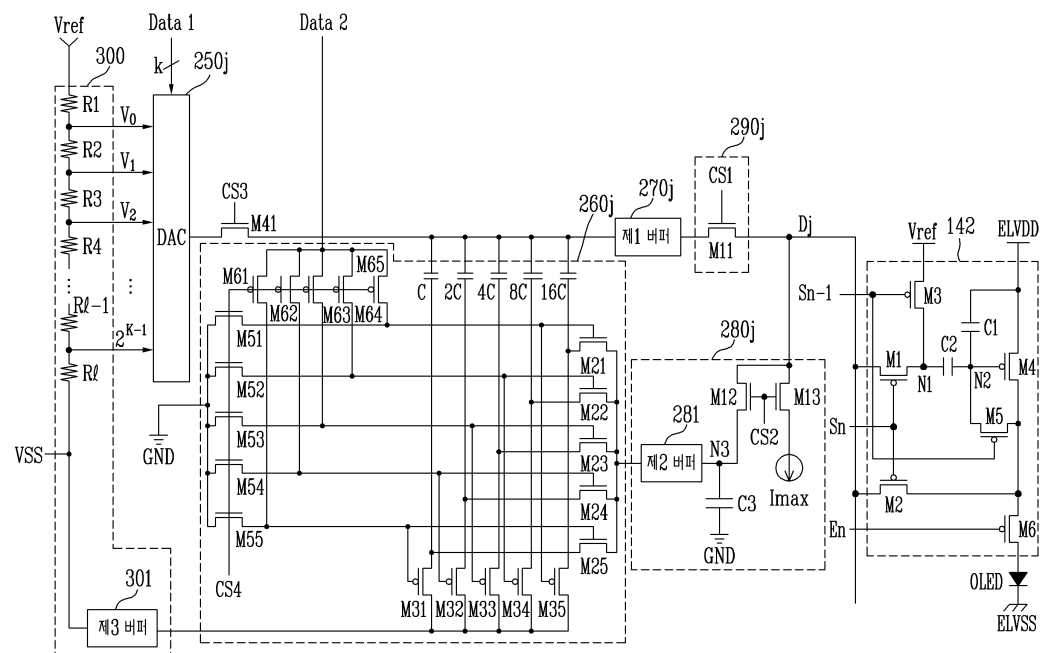 Vref
Data 1
Data 2
300
k
250j
R1
V0
R2
V1
R3
V2
R4
DAC
Rℓ-1
2^K-1
Rℓ
VSS
GND
301
제3 버퍼
CS3
M41
260j
M61
M62
M63
M64
M65
C
2C
4C
8C
16C
M51
M52
M53
M54
M55
CS4
M21
M22
M23
M24
M25
M31
M32
M33
M34
M35
270j
제1 버퍼
290j
CS1
M11
Dj
280j
M12
M13
CS2
281
제2 버퍼
N3
C3
GND
Imax
142
Vref
ELVDD
Sn-1
M3
C1
M1
C2
M4
N1
N2
M5
Sn
M2
En
M6
OLED
ELVSS